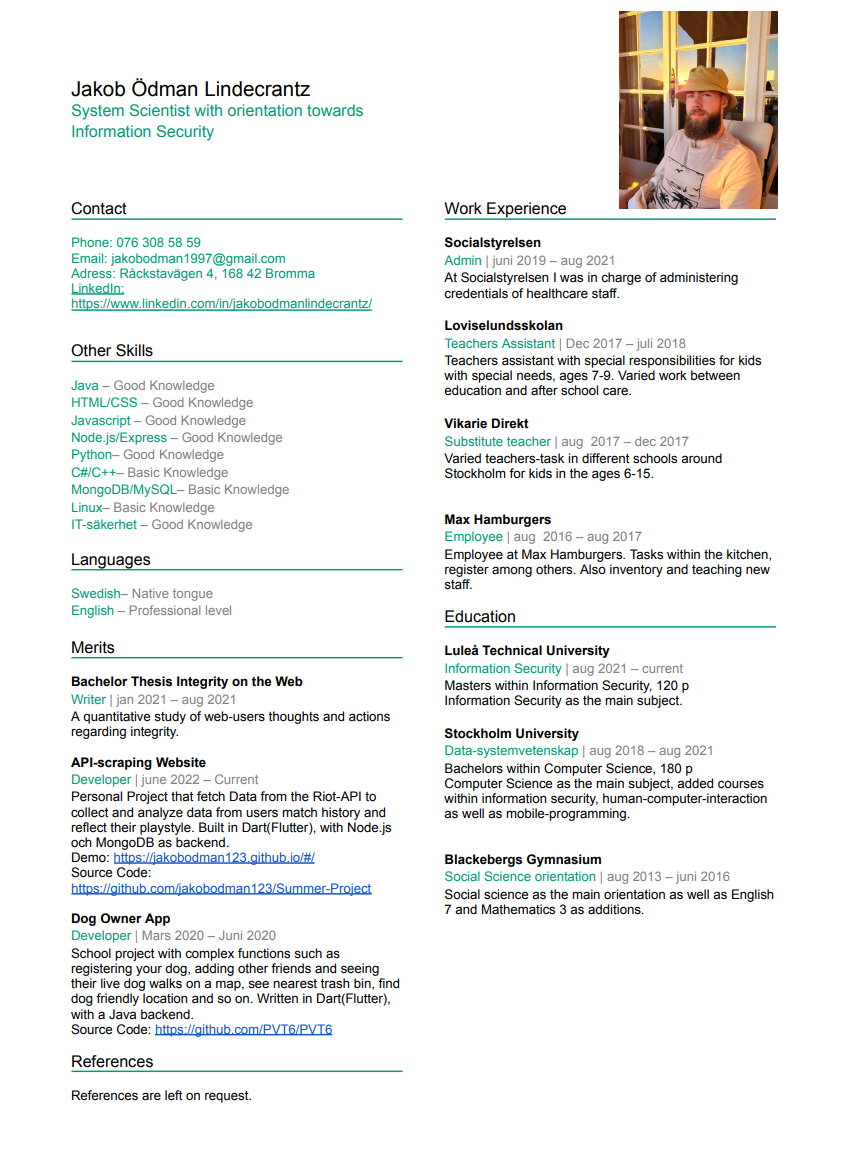 Jakob Ödman Lindecrantz
System Scientist with orientation towards
Information Security
Contact
Phone: 076 308 58 59
Email: jakobodman1997@gmail.com
Adress: Råckstavägen 4, 168 42 Bromma
LinkedIn:
https://www.linkedin.com/in/jakobodmanlindecrantz/
Other Skills
Java – Good Knowledge
HTML/CSS – Good Knowledge
Javascript – Good Knowledge
Node.js/Express – Good Knowledge
Python– Good Knowledge
C#/C++– Basic Knowledge
MongoDB/MySQL– Basic Knowledge
Linux– Basic Knowledge
IT-säkerhet – Good Knowledge
Languages
Swedish– Native tongue
English – Professional level
Merits
Bachelor Thesis Integrity on the Web
Writer | jan 2021 – aug 2021
A quantitative study of web-users thoughts and actions
regarding integrity.
API-scraping Website
Developer | june 2022 – Current
Personal Project that fetch Data from the Riot-API to
collect and analyze data from users match history and
reflect their playstyle. Built in Dart(Flutter), with Node.js
och MongoDB as backend.
Demo: https://jakobodman123.github.io/#/
Source Code:
https://github.com/jakobodman123/Summer-Project
Dog Owner App
Developer | Mars 2020 – Juni 2020
School project with complex functions such as
registering your dog, adding other friends and seeing
their live dog walks on a map, see nearest trash bin, find
dog friendly location and so on. Written in Dart(Flutter),
with a Java backend.
Source Code: https://github.com/PVT6/PVT6
References
References are left on request.
Work Experience
Socialstyrelsen
Admin | juni 2019 – aug 2021
At Socialstyrelsen I was in charge of administering
credentials of healthcare staff.
Loviselundsskolan
Teachers Assistant | Dec 2017 – juli 2018
Teachers assistant with special responsibilities for kids
with special needs, ages 7-9. Varied work between
education and after school care.
Vikarie Direkt
Substitute teacher | aug 2017 – dec 2017
Varied teachers-task in different schools around
Stockholm for kids in the ages 6-15.
Max Hamburgers
Employee | aug 2016 – aug 2017
Employee at Max Hamburgers. Tasks within the kitchen,
register among others. Also inventory and teaching new
staff.
Education
Luleå Technical University
Information Security | aug 2021 – current
Masters within Information Security, 120 p
Information Security as the main subject.
Stockholm University
Data-systemvetenskap | aug 2018 – aug 2021
Bachelors within Computer Science, 180 p
Computer Science as the main subject, added courses
within information security, human-computer-interaction
as well as mobile-programming.
Blackebergs Gymnasium
Social Science orientation | aug 2013 – juni 2016
Social science as the main orientation as well as English
7 and Mathematics 3 as additions.